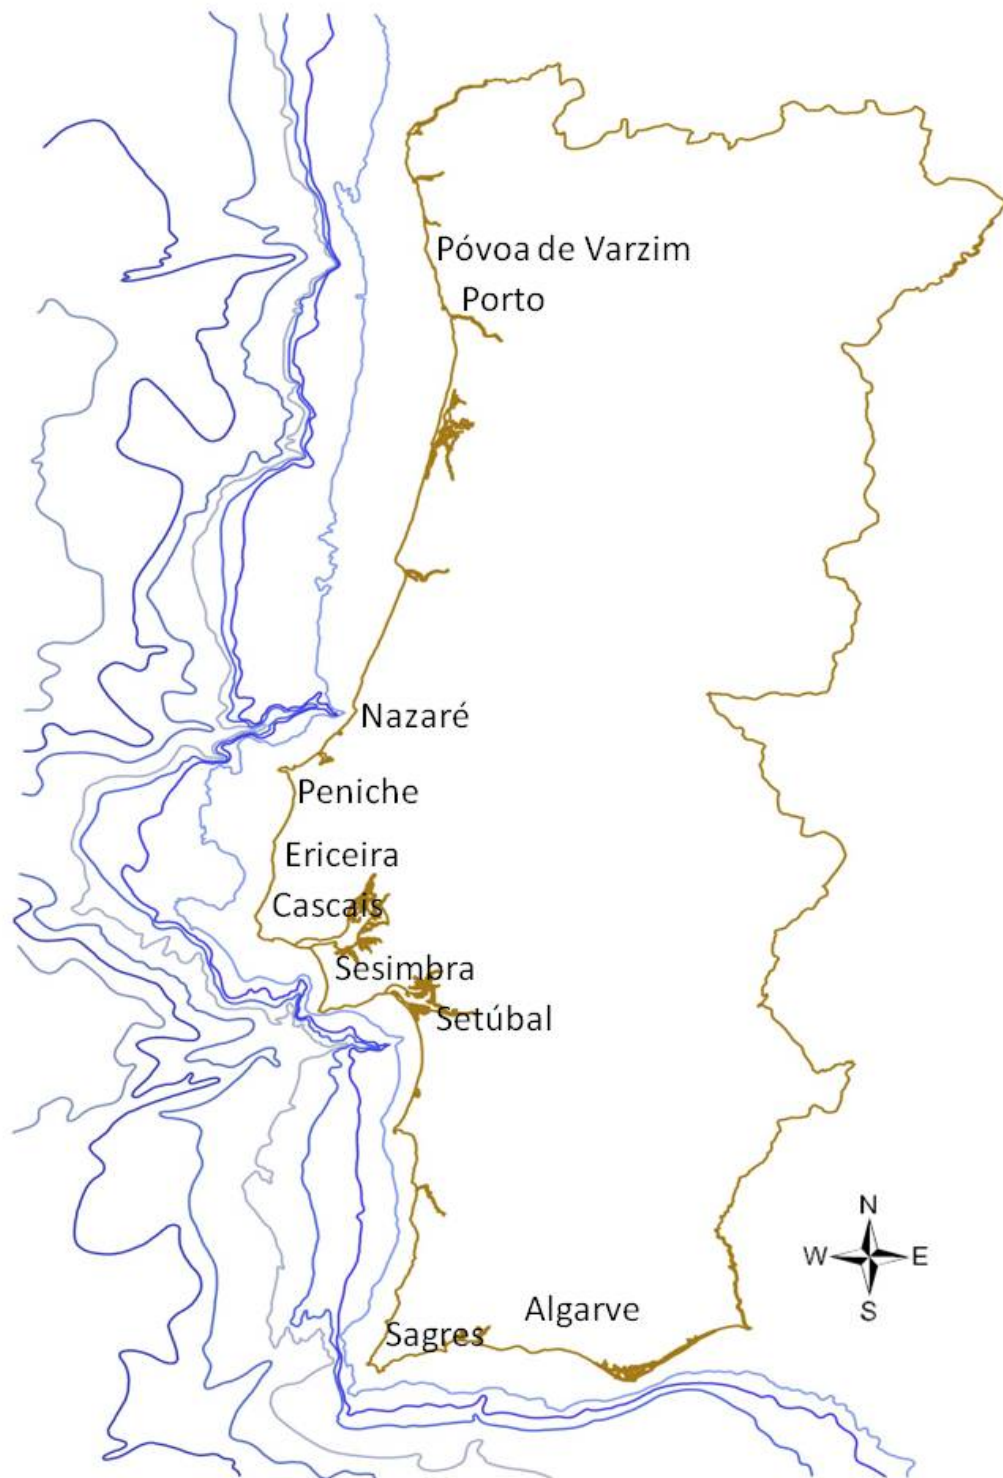 Póvoa de Varzim
Porto
Nazaré
Peniche
Ericeira
Cascais
Sesimbra
Setúbal
N
W E
S
Algarve
Sagres